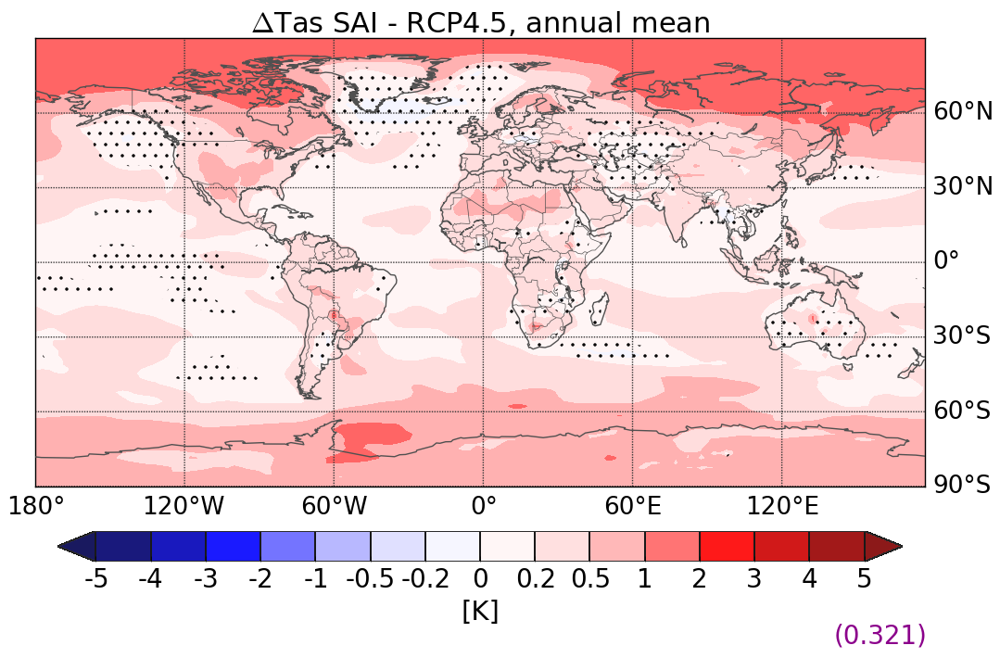 ΔTas SAI - RCP4.5, annual mean
60°N
30°N
0°
30°S
60°S
90°S
180° 120°W 60°W 0° 60°E 120°E
-5 -4 -3 -2 -1 -0.5 -0.2 0 0.2 0.5 1 2 3 4 5
[K]
(0.321)